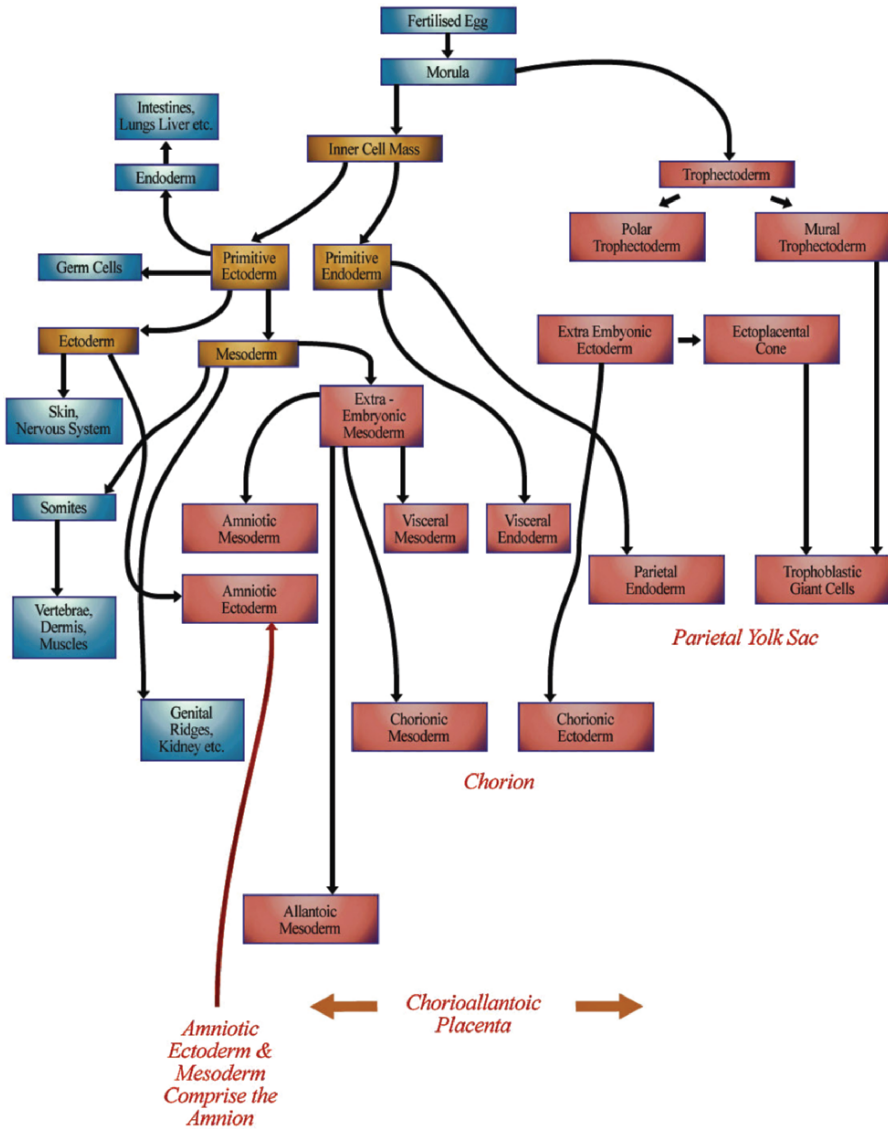 Fertilised Egg
Morula
Intestines,
Lungs Liver etc.
Inner Cell Mass
Endoderm
Trophectoderm
Polar
Trophectoderm
Mural
Trophectoderm
Germ Cells
Primitive
Ectoderm
Primitive
Endoderm
Ectoderm
Mesoderm
Extra Embyonic
Ectoderm
Ectoplacental
Cone
Skin,
Nervous System
Extra -
Embryonic
Mesoderm
Somites
Amniotic
Mesoderm
Visceral
Mesoderm
Visceral
Endoderm
Vertebrae,
Dermis,
Muscles
Amniotic
Ectoderm
Parietal
Endoderm
Trophoblastic
Giant Cells
Parietal Yolk Sac
Genital
Ridges,
Kidney etc.
Chorionic
Mesoderm
Chorionic
Ectoderm
Chorion
Allantoic
Mesoderm
Chorioallantoic
Placenta
Amniotic
Ectoderm &
Mesoderm
Comprise the
Amnion